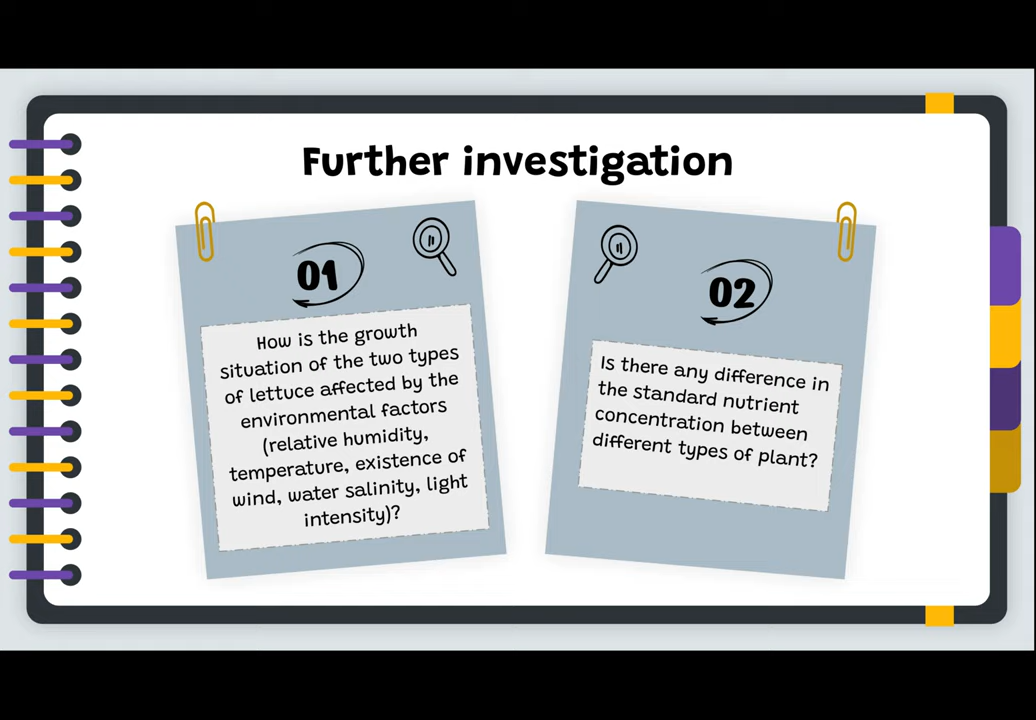 Further investigation
01
How is the growth
situation of the two types
of lettuce affected by the
environmental factors
(relative humidity,
temperature, existence of
wind, water salinity, light
intensity)?
02
Is there any difference in
the standard nutrient
concentration between
different types of plant?